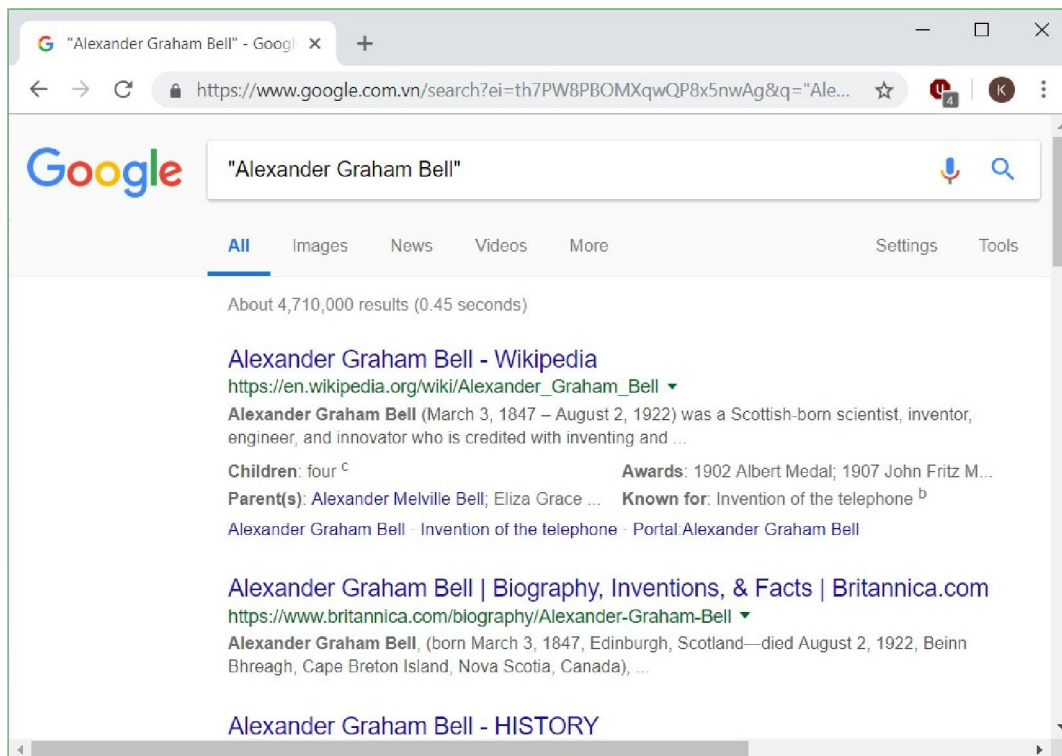 "Alexander Graham Bell" - Googl
https://www.google.com.vn/search?ei=th7PW8PBOMXqwQP8x5nwAg&q="Ale...
4
K
Google
"Alexander Graham Bell"
All Images News Videos More Settings Tools
About 4,710,000 results (0.45 seconds)
Alexander Graham Bell - Wikipedia
https://en.wikipedia.org/wiki/Alexander_Graham_Bell
Alexander Graham Bell (March 3, 1847 – August 2, 1922) was a Scottish-born scientist, inventor,
engineer, and innovator who is credited with inventing and ...
Children: four c Awards: 1902 Albert Medal; 1907 John Fritz M...
Parent(s): Alexander Melville Bell; Eliza Grace ... Known for: Invention of the telephone b
Alexander Graham Bell · Invention of the telephone · Portal:Alexander Graham Bell
Alexander Graham Bell | Biography, Inventions, & Facts | Britannica.com
https://www.britannica.com/biography/Alexander-Graham-Bell
Alexander Graham Bell, (born March 3, 1847, Edinburgh, Scotland—died August 2, 1922, Beinn
Bhreagh, Cape Breton Island, Nova Scotia, Canada), ...
Alexander Graham Bell - HISTORY